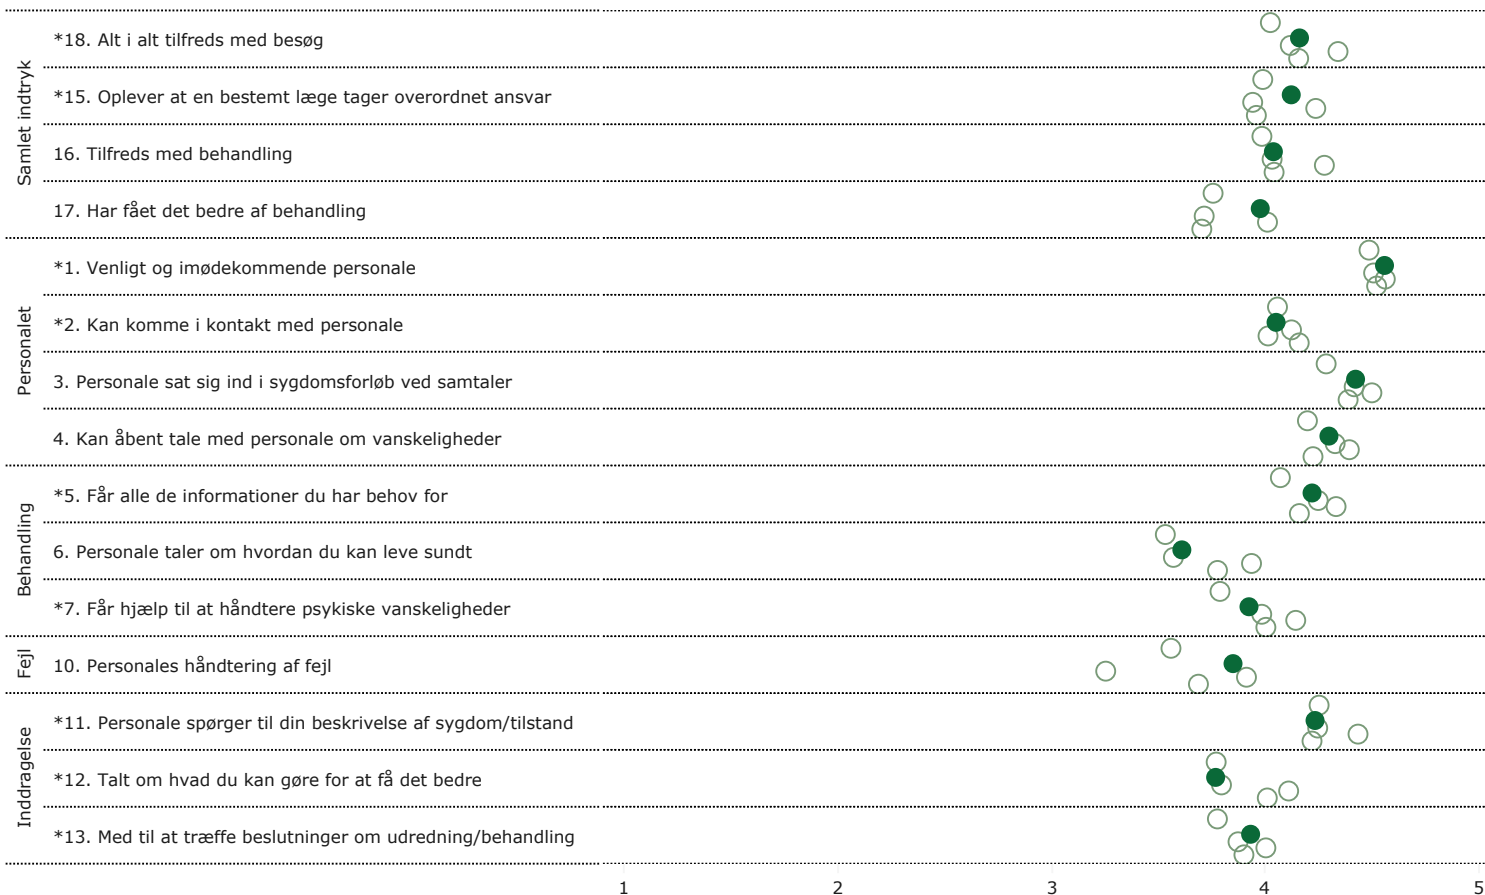 Samlet indtryk
*18. Alt i alt tilfreds med besøg
*15. Oplever at en bestemt læge tager overordnet ansvar
16. Tilfreds med behandling
17. Har fået det bedre af behandling
Personalet
*1. Venligt og imødekommende personale
*2. Kan komme i kontakt med personale
3. Personale sat sig ind i sygdomsforløb ved samtaler
4. Kan åbent tale med personale om vanskeligheder
Behandling
*5. Får alle de informationer du har behov for
6. Personale taler om hvordan du kan leve sundt
*7. Får hjælp til at håndtere psykiske vanskeligheder
Fejl
10. Personales håndtering af fejl
Inddragelse
*11. Personale spørger til din beskrivelse af sygdom/tilstand
*12. Talt om hvad du kan gøre for at få det bedre
*13. Med til at træffe beslutninger om udredning/behandling
1 2 3 4 5